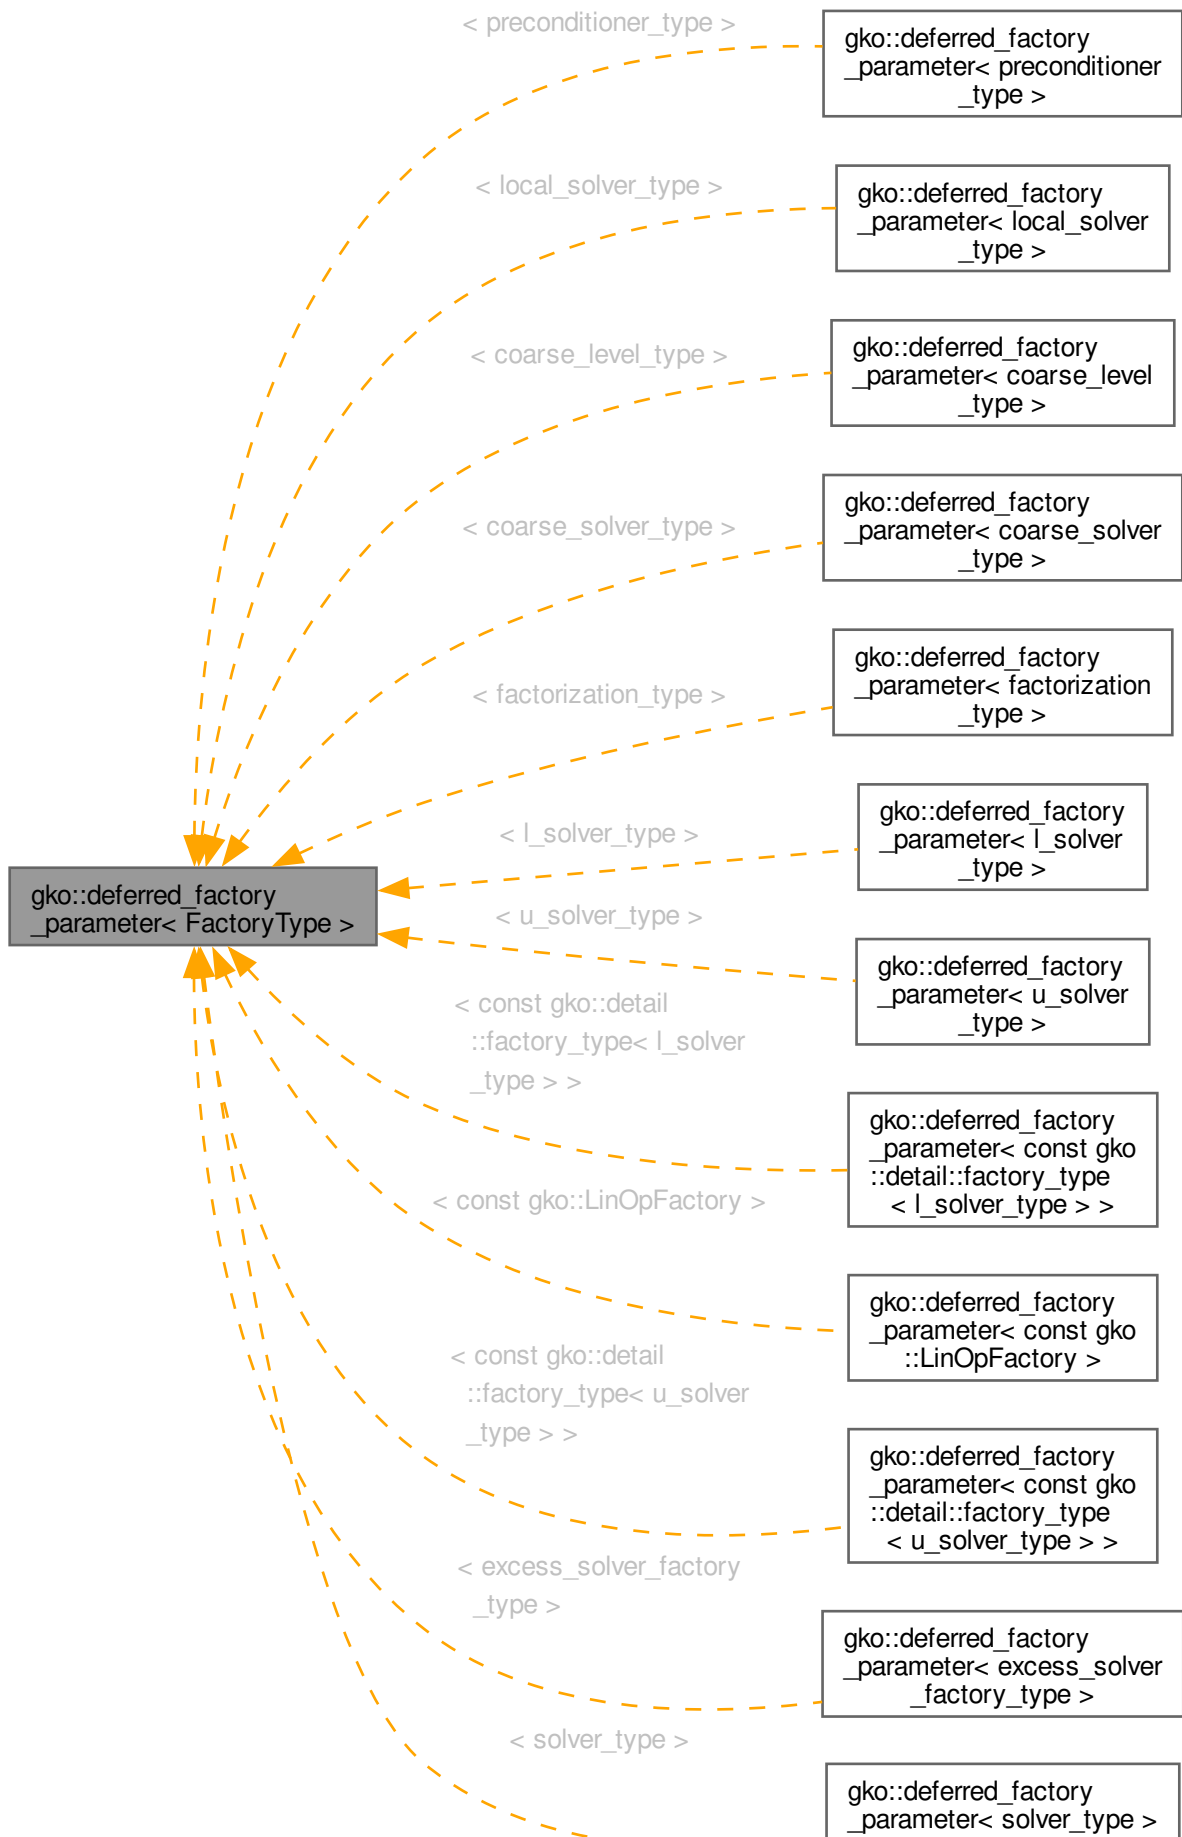 < preconditioner_type >
gko::deferred_factory
_parameter< preconditioner
_type >
< local_solver_type >
gko::deferred_factory
_parameter< local_solver
_type >
< coarse_level_type >
gko::deferred_factory
_parameter< coarse_level
_type >
< coarse_solver_type >
gko::deferred_factory
_parameter< coarse_solver
_type >
< factorization_type >
gko::deferred_factory
_parameter< factorization
_type >
< l_solver_type >
gko::deferred_factory
_parameter< l_solver
_type >
gko::deferred_factory
_parameter< FactoryType >
< u_solver_type >
gko::deferred_factory
_parameter< u_solver
_type >
< const gko::detail
::factory_type< l_solver
_type > >
gko::deferred_factory
_parameter< const gko
::detail::factory_type
< l_solver_type > >
< const gko::LinOpFactory >
gko::deferred_factory
_parameter< const gko
::LinOpFactory >
< const gko::detail
::factory_type< u_solver
_type > >
gko::deferred_factory
_parameter< const gko
::detail::factory_type
< u_solver_type > >
< excess_solver_factory
_type >
gko::deferred_factory
_parameter< excess_solver
_factory_type >
< solver_type >
gko::deferred_factory
_parameter< solver_type >